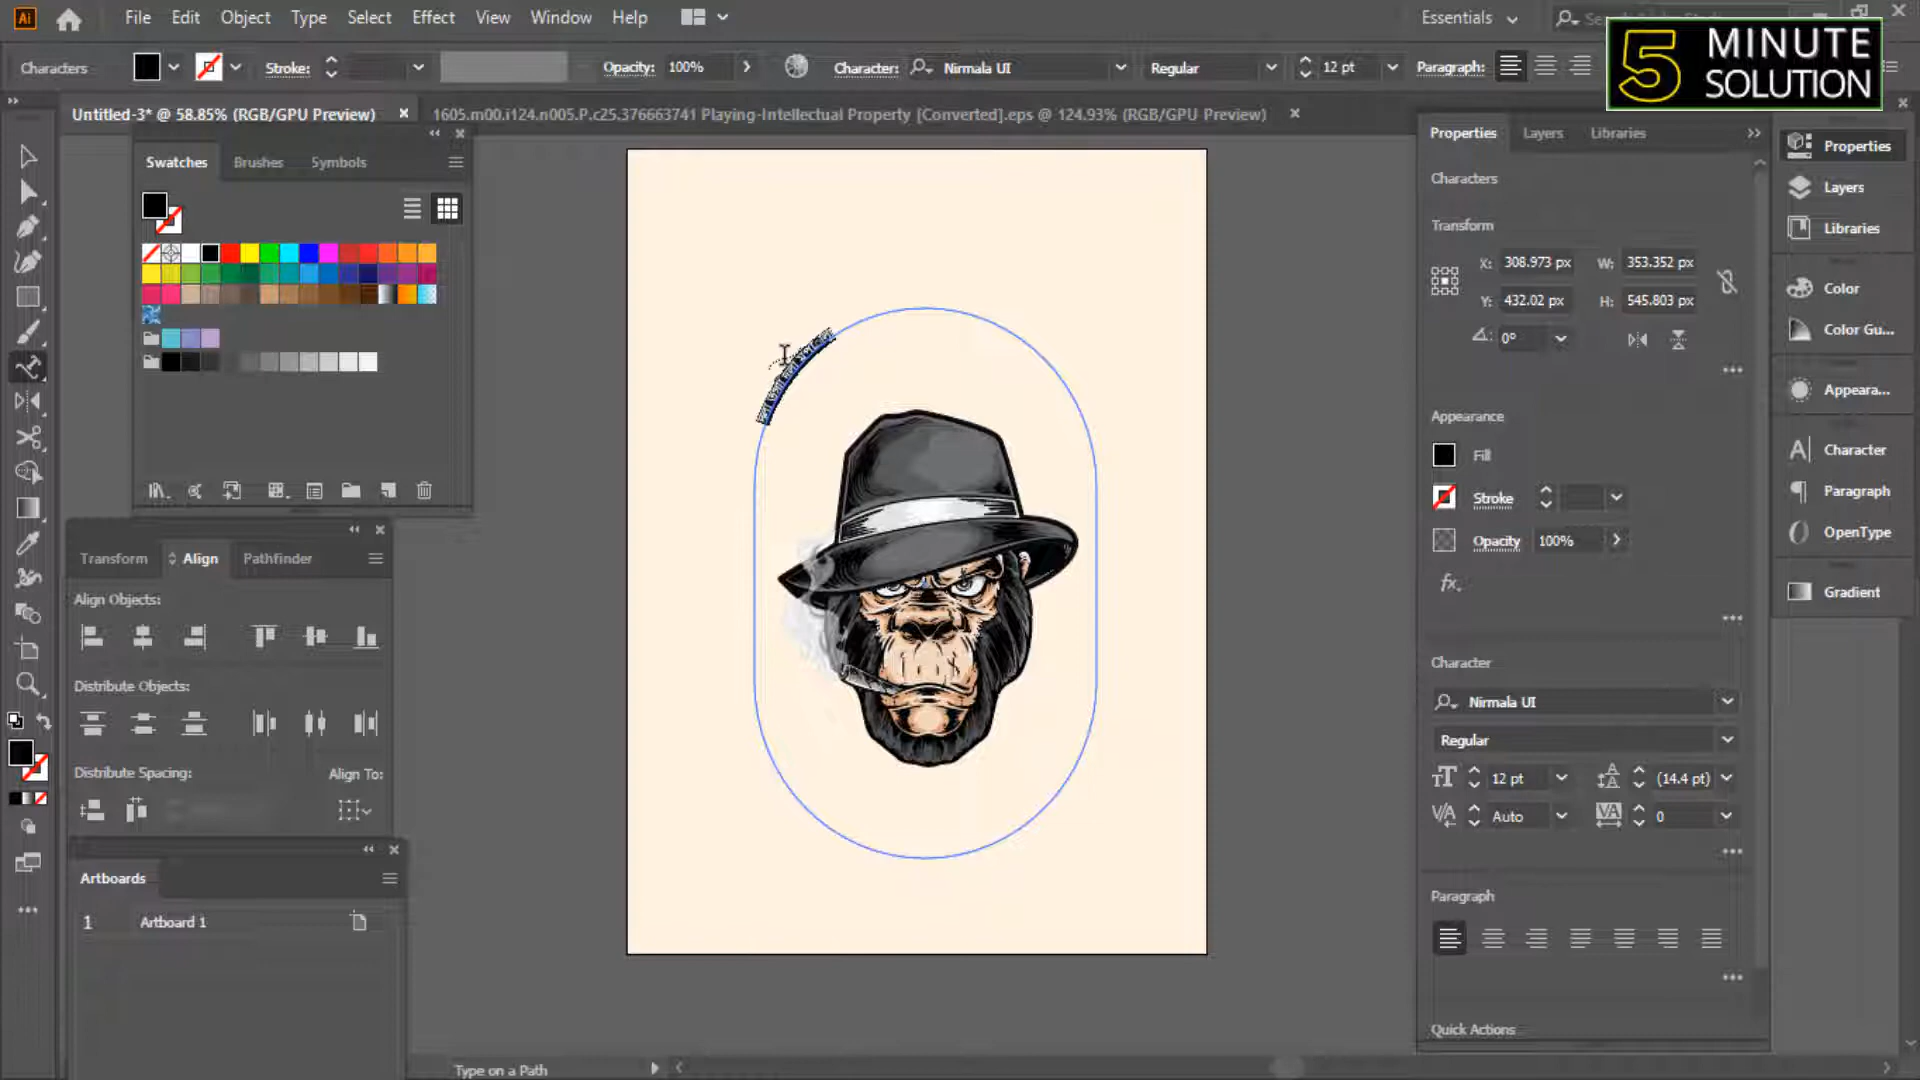 Ai File Edit Object Type Select Effect View Window Help Essentials
5 MINUTE SOLUTION
Characters Stroke: Opacity: 100% Character: Nirmala UI Regular 12 pt Paragraph:
Untitled-3* @ 58.85% (RGB/GPU Preview) × 1605.m00.i124.n005.P.c25.376663741 Playing-Intellectual Property [Converted].eps @ 124.93% (RGB/GPU Preview) ×
Swatches Brushes Symbols
Transform Align Pathfinder
Align Objects:
Distribute Objects:
Distribute Spacing: Align To:
Artboards
1 Artboard 1
Type on a Path
Properties Layers Libraries
Characters
Transform
X: 308.973 px W: 353.352 px
Y: 432.02 px H: 545.803 px
0°
Appearance
Fill
Stroke
Opacity 100%
fx.
Character
Nirmala UI
Regular
12 pt (14.4 pt)
Auto 0
Paragraph
Quick Actions
Properties
Layers
Libraries
Color
Color Gu...
Appeara...
Character
Paragraph
OpenType
Gradient